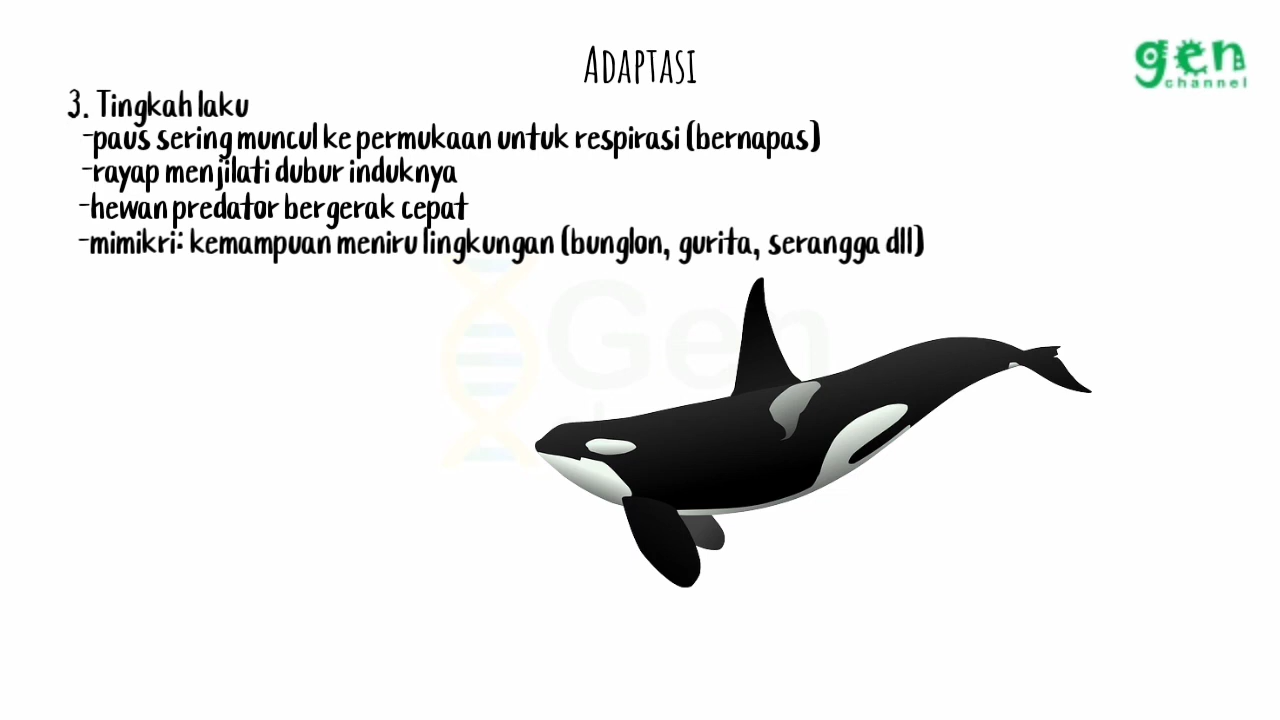 ADAPTASI
gen
channel
3. Tingkah laku
-paus sering muncul ke permukaan untuk respirasi (bernapas)
-rayap menjilati dubur induknya
-hewan predator bergerak cepat
-mimikri: kemampuan meniru lingkungan (bunglon, gurita, serangga dll)
Gen